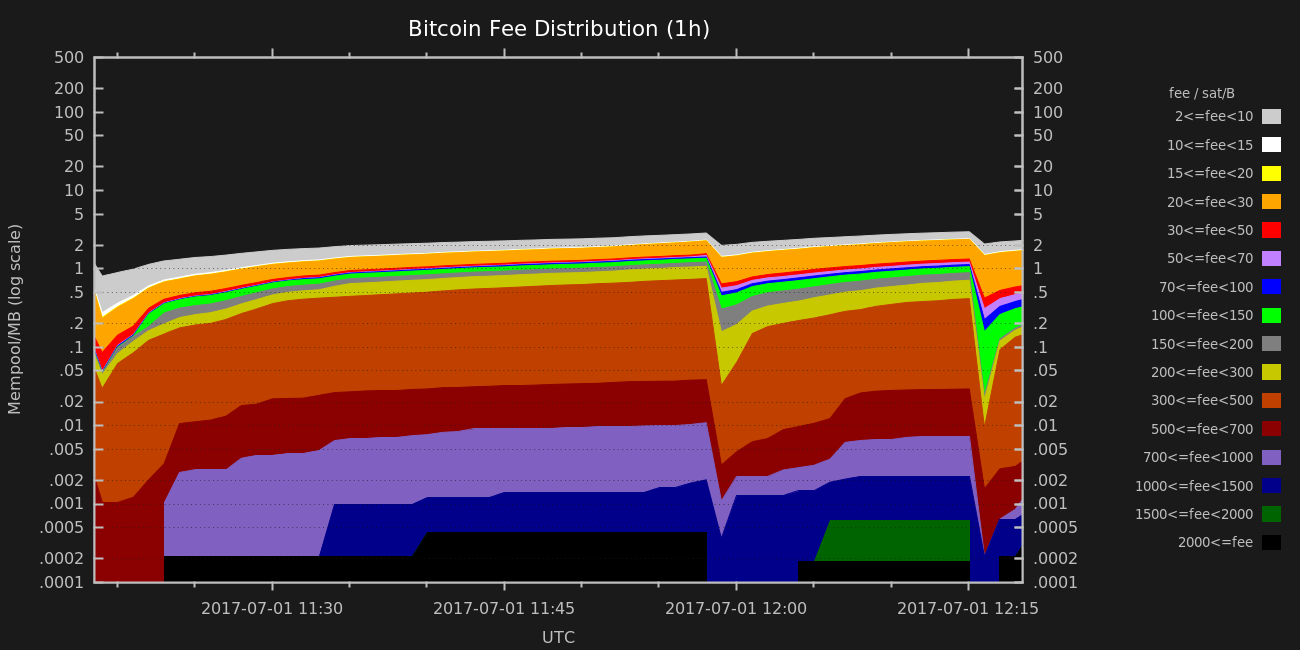 Bitcoin Fee Distribution (1h)
500
200
100
50
20
10
5
2
1
.5
.2
.1
.05
.02
.01
.005
.002
.001
.0005
.0002
.0001
Mempool/MB (log scale)
500
200
100
50
20
10
5
2
1
.5
.2
.1
.05
.02
.01
.005
.002
.001
.0005
.0002
.0001
2017-07-01 11:30
2017-07-01 11:45
2017-07-01 12:00
2017-07-01 12:15
UTC
fee / sat/B
2<=fee<10
10<=fee<15
15<=fee<20
20<=fee<30
30<=fee<50
50<=fee<70
70<=fee<100
100<=fee<150
150<=fee<200
200<=fee<300
300<=fee<500
500<=fee<700
700<=fee<1000
1000<=fee<1500
1500<=fee<2000
2000<=fee